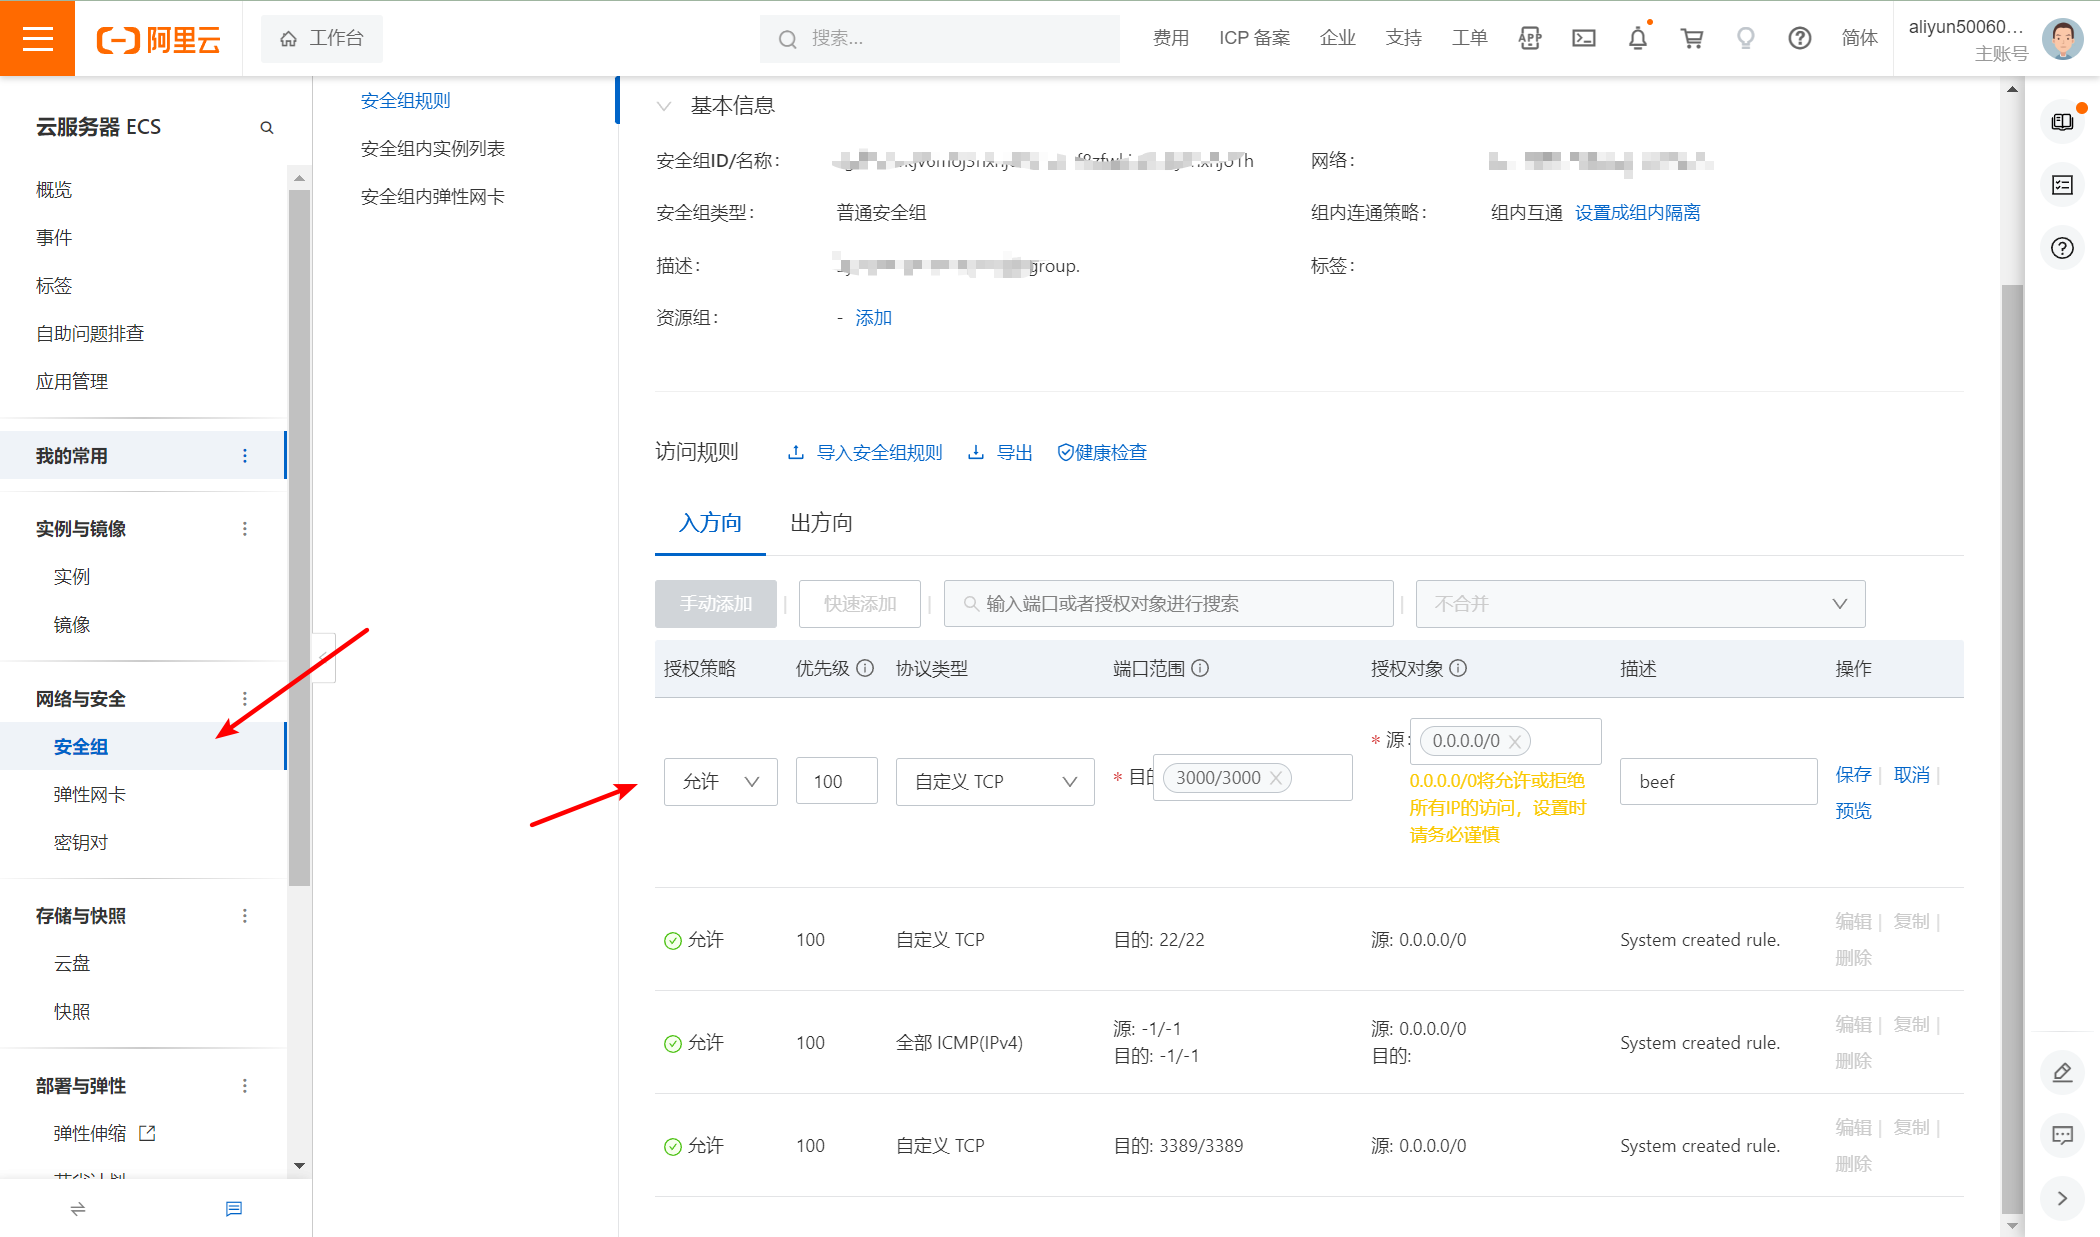 阿里云
工作台
搜索...
费用
ICP 备案
企业
支持
工单
简体
aliyun50060...
主账号
云服务器 ECS
概览
事件
标签
自助问题排查
应用管理
我的常用
实例与镜像
实例
镜像
网络与安全
安全组
弹性网卡
密钥对
存储与快照
云盘
快照
部署与弹性
弹性伸缩
安全组规则
安全组内实例列表
安全组内弹性网卡
基本信息
安全组ID/名称：
网络：
安全组类型： 普通安全组
组内连通策略： 组内互通 设置成组内隔离
描述： group.
标签：
资源组： - 添加
访问规则 导入安全组规则 导出 健康检查
入方向 出方向
手动添加 快速添加 输入端口或者授权对象进行搜索 不合并
授权策略 优先级 协议类型 端口范围 授权对象 描述 操作
允许 100 自定义 TCP * 目的 3000/3000 * 源: 0.0.0.0/0 beef 保存 取消
0.0.0.0/0将允许或拒绝
所有IP的访问，设置时
请务必谨慎
预览
允许 100 自定义 TCP 目的: 22/22 源: 0.0.0.0/0 System created rule. 编辑 复制
删除
允许 100 全部 ICMP(IPv4) 源: -1/-1 源: 0.0.0.0/0 System created rule. 编辑 复制
目的: -1/-1 目的: 删除
允许 100 自定义 TCP 目的: 3389/3389 源: 0.0.0.0/0 System created rule. 编辑 复制
删除